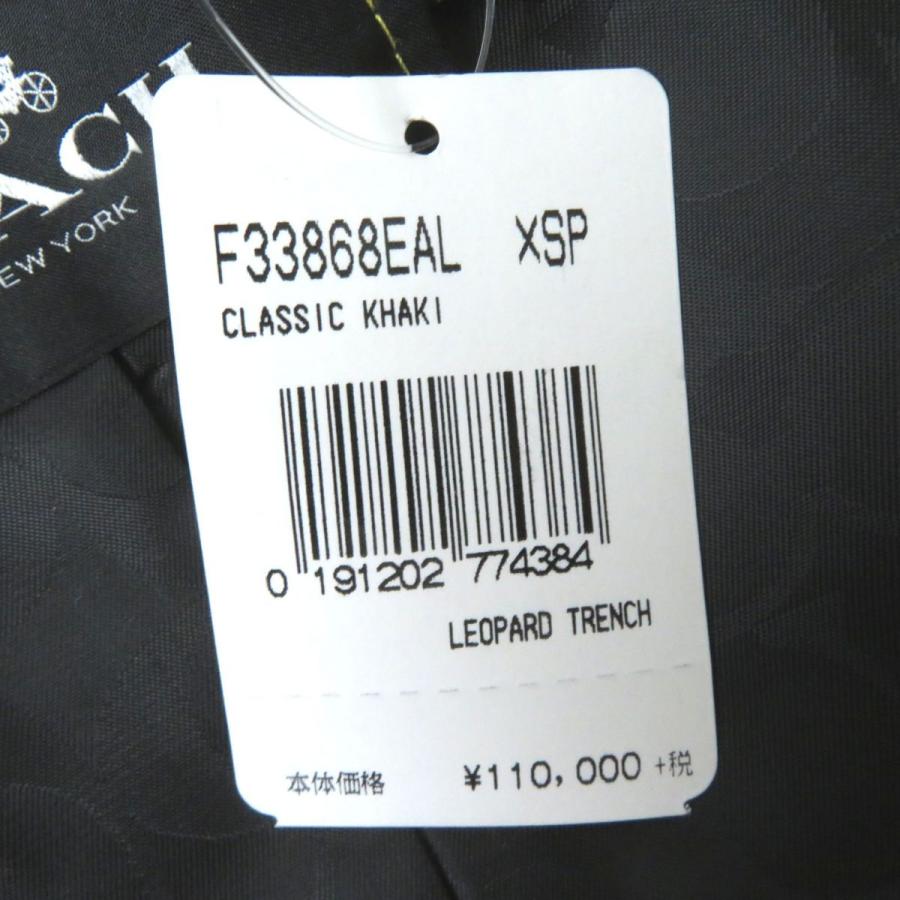 ACH
EW YORK
F33868EAL XSP
CLASSIC KHAKI
0 191202 774384
LEOPARD TRENCH
本体価格 ¥110,000 +税